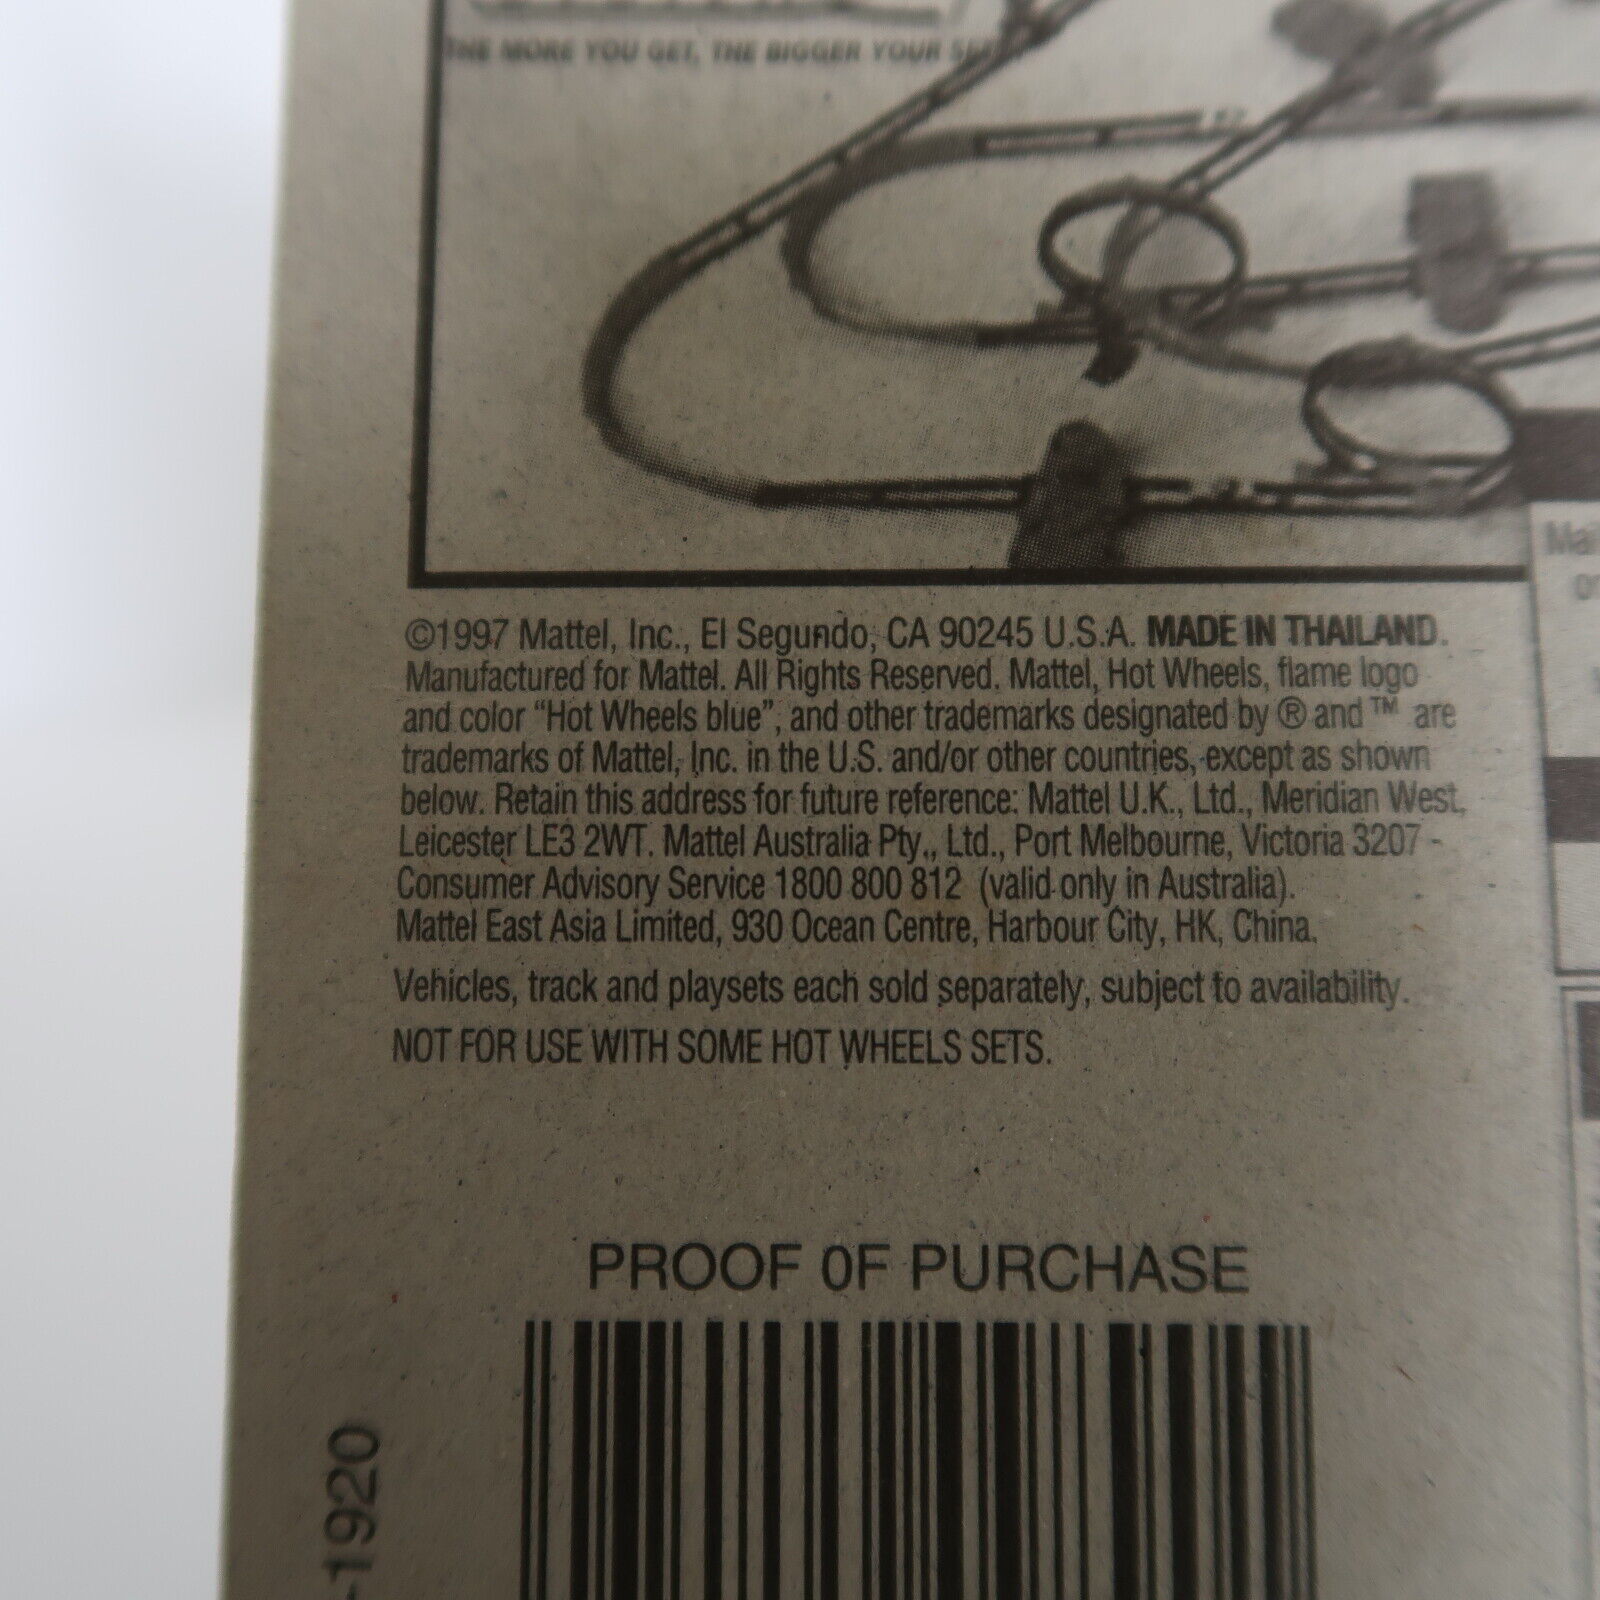 THE MORE YOU GET, THE BIGGER YOUR
©1997 Mattel, Inc., El Segundo, CA 90245 U.S.A. MADE IN THAILAND.
Manufactured for Mattel. All Rights Reserved. Mattel, Hot Wheels, flame logo
and color “Hot Wheels blue”, and other trademarks designated by ® and ™ are
trademarks of Mattel, Inc. in the U.S. and/or other countries, except as shown
below. Retain this address for future reference: Mattel U.K., Ltd., Meridian West,
Leicester LE3 2WT. Mattel Australia Pty., Ltd., Port Melbourne, Victoria 3207 -
Consumer Advisory Service 1800 800 812 (valid only in Australia).
Mattel East Asia Limited, 930 Ocean Centre, Harbour City, HK, China.
Vehicles, track and playsets each sold separately, subject to availability.
NOT FOR USE WITH SOME HOT WHEELS SETS.
PROOF OF PURCHASE
-1920